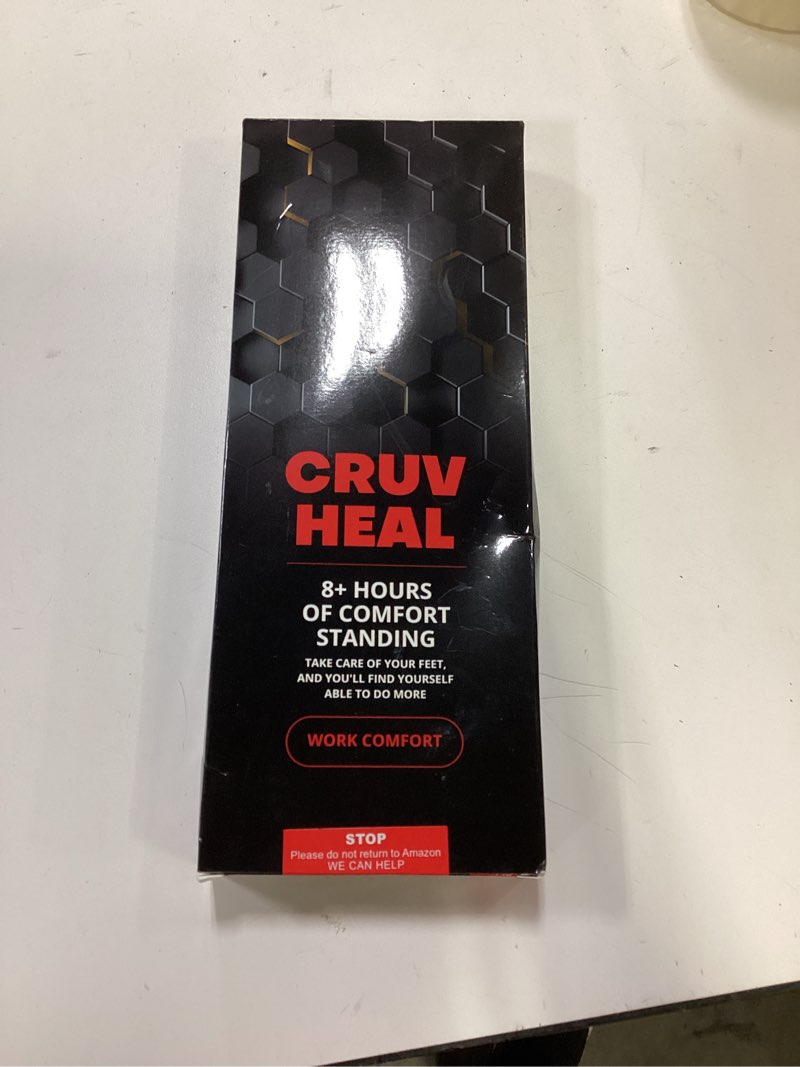 CRUV
HEAL
8+ HOURS
OF COMFORT
STANDING
TAKE CARE OF YOUR FEET,
AND YOU'LL FIND YOURSELF
ABLE TO DO MORE
WORK COMFORT
STOP
Please do not return to Amazon
WE CAN HELP